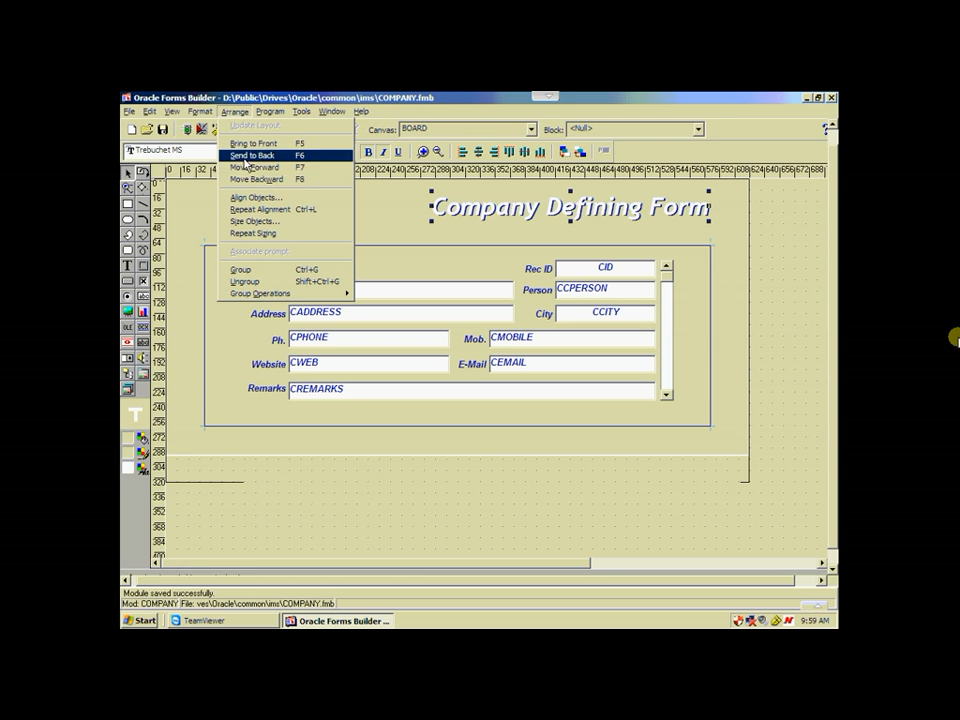 Oracle Forms Builder - D:\Public\Drives\Oracle\common\ims\COMPANY.fmb
File Edit View Format Arrange Program Tools Window Help
Update Layout
Canvas: BOARD Block: <Null>
Bring to Front F5
Trebuchet MS
B I U
Send to Back F6
Move Forward F7
Move Backward F8
Align Objects...
Repeat Alignment Ctrl+L
Size Objects...
Repeat Sizing
Associate prompt
Group Ctrl+G
Ungroup Shift+Ctrl+G
Group Operations
Company Defining Form
Rec ID CID
Person CCPERSON
Address CADDRESS City CCITY
Ph. CPHONE Mob. CMOBILE
Website CWEB E-Mail CEMAIL
Remarks CREMARKS
Module saved successfully.
Mod: COMPANY File: ves\Oracle\common\ims\COMPANY.fmb
Start TeamViewer Oracle Forms Builder ... 9:59 AM